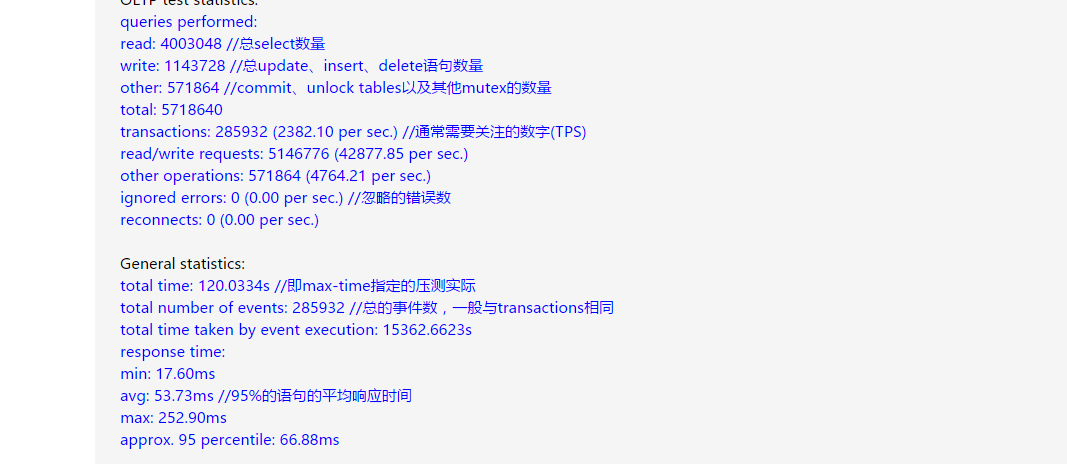 OLTP test statistics:
queries performed:
read: 4003048 //总select数量
write: 1143728 //总update、insert、delete语句数量
other: 571864 //commit、unlock tables以及其他mutex的数量
total: 5718640
transactions: 285932 (2382.10 per sec.) //通常需要关注的数字(TPS)
read/write requests: 5146776 (42877.85 per sec.)
other operations: 571864 (4764.21 per sec.)
ignored errors: 0 (0.00 per sec.) //忽略的错误数
reconnects: 0 (0.00 per sec.)
General statistics:
total time: 120.0334s //即max-time指定的压测实际
total number of events: 285932 //总的事件数，一般与transactions相同
total time taken by event execution: 15362.6623s
response time:
min: 17.60ms
avg: 53.73ms //95%的语句的平均响应时间
max: 252.90ms
approx. 95 percentile: 66.88ms